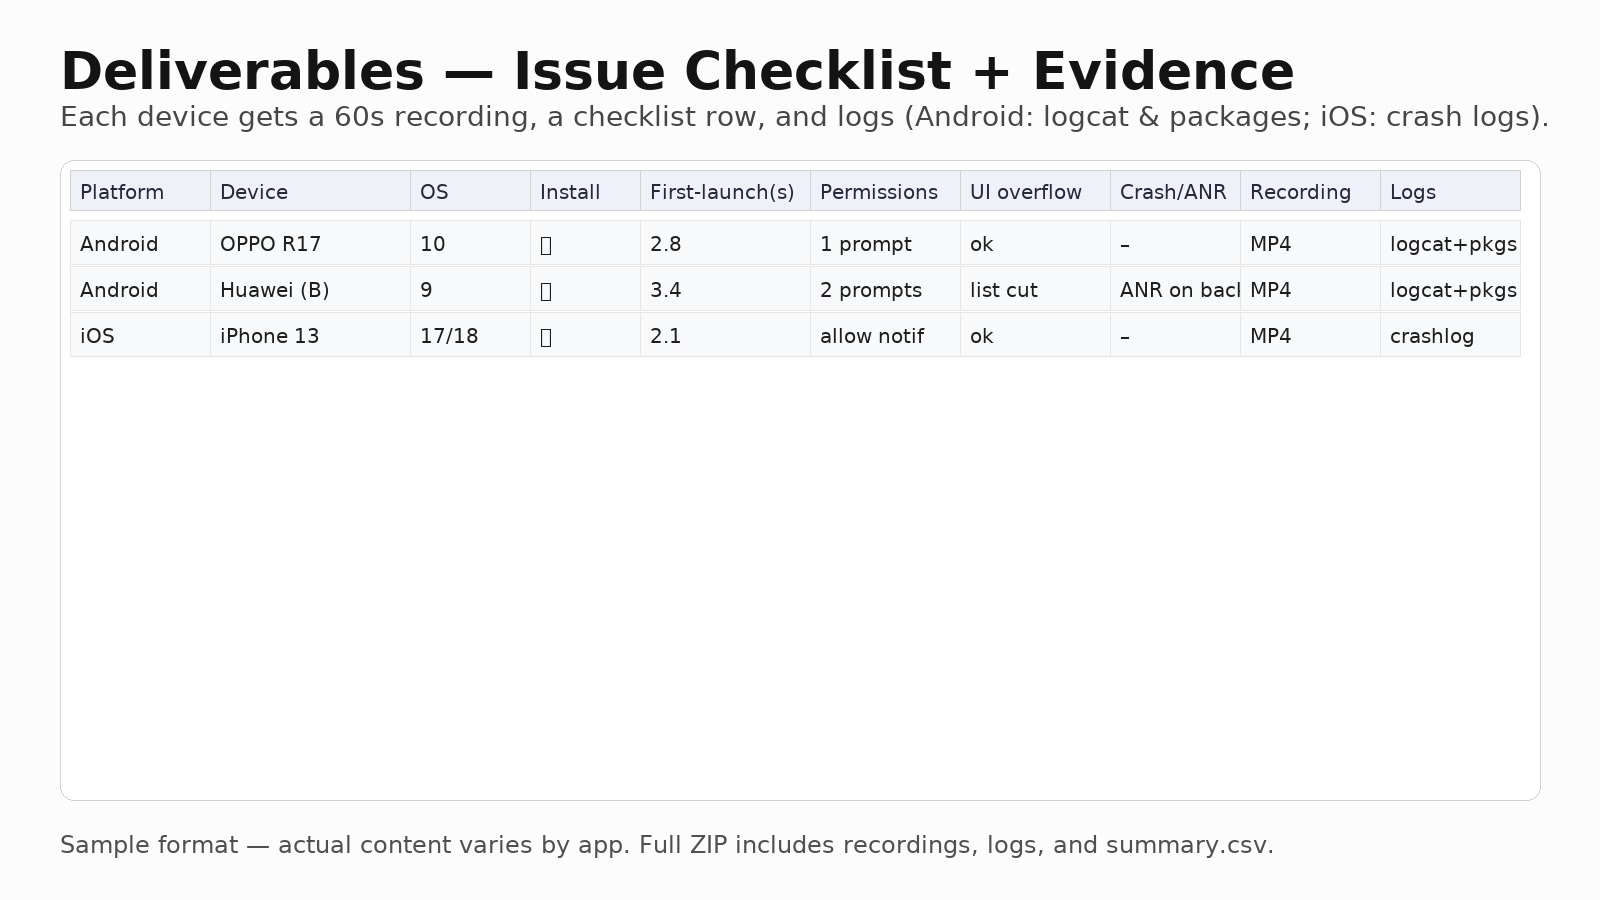 Deliverables — Issue Checklist + Evidence
Each device gets a 60s recording, a checklist row, and logs (Android: logcat & packages; iOS: crash logs).
Platform Device OS Install First-launch(s) Permissions UI overflow Crash/ANR Recording Logs
Android OPPO R17 10 2.8 1 prompt ok – MP4 logcat+pkgs
Android Huawei (B) 9 3.4 2 prompts list cut ANR on back MP4 logcat+pkgs
iOS iPhone 13 17/18 2.1 allow notif ok – MP4 crashlog
Sample format — actual content varies by app. Full ZIP includes recordings, logs, and summary.csv.